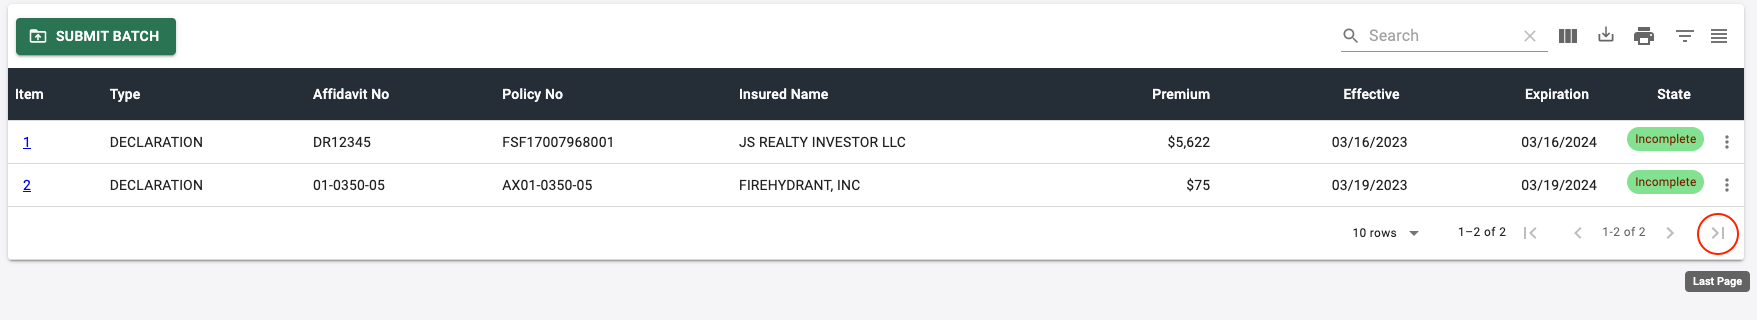 SUBMIT BATCH
Search
Item Type Affidavit No Policy No Insured Name Premium Effective Expiration State
1 DECLARATION DR12345 FSF17007968001 JS REALTY INVESTOR LLC $5,622 03/16/2023 03/16/2024 Incomplete
2 DECLARATION 01-0350-05 AX01-0350-05 FIREHYDRANT, INC $75 03/19/2023 03/19/2024 Incomplete
10 rows 1–2 of 2 1-2 of 2
Last Page